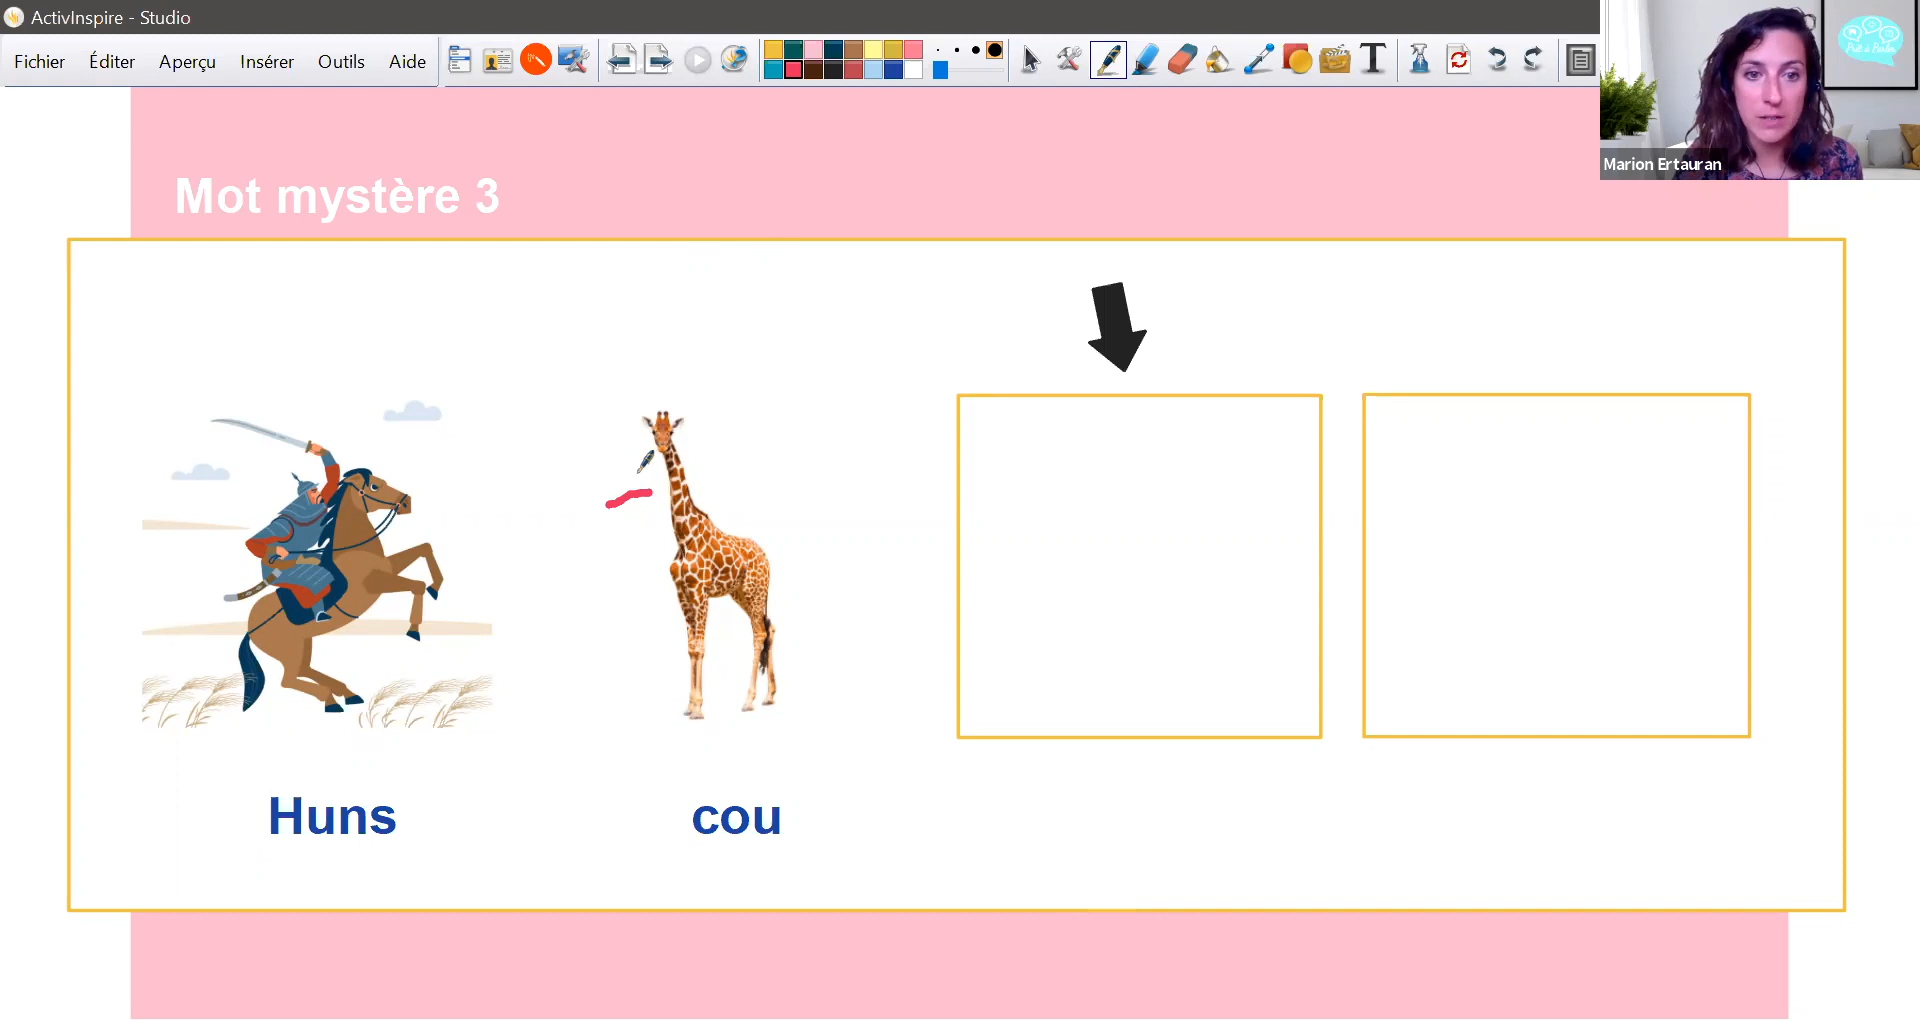 ActivInspire - Studio
Fichier Éditer Aperçu Insérer Outils Aide
Marion Ertauran
Mot mystère 3
Huns cou